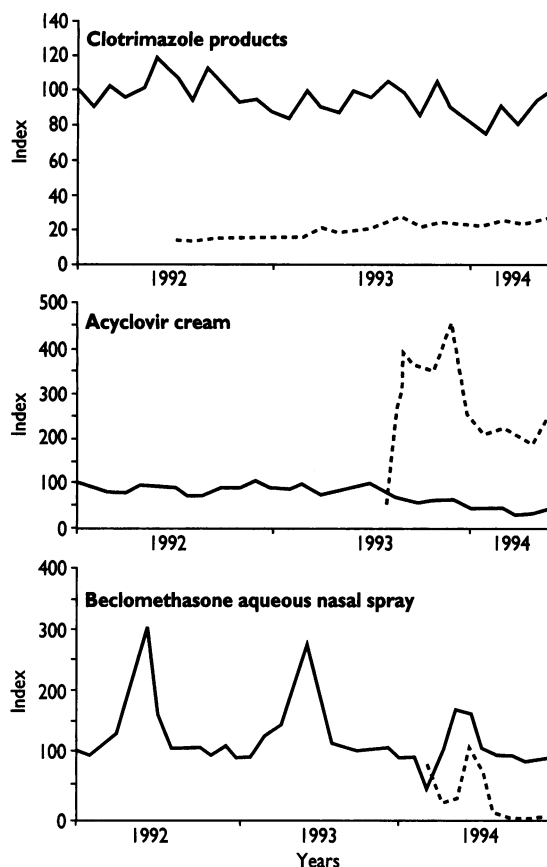 Clotrimazole products
Index
140
120
100
80
60
40
20
0
1992 1993 1994
Acyclovir cream
Index
500
400
300
200
100
0
1992 1993 1994
Beclomethasone aqueous nasal spray
Index
400
300
200
100
0
1992 1993 1994
Years